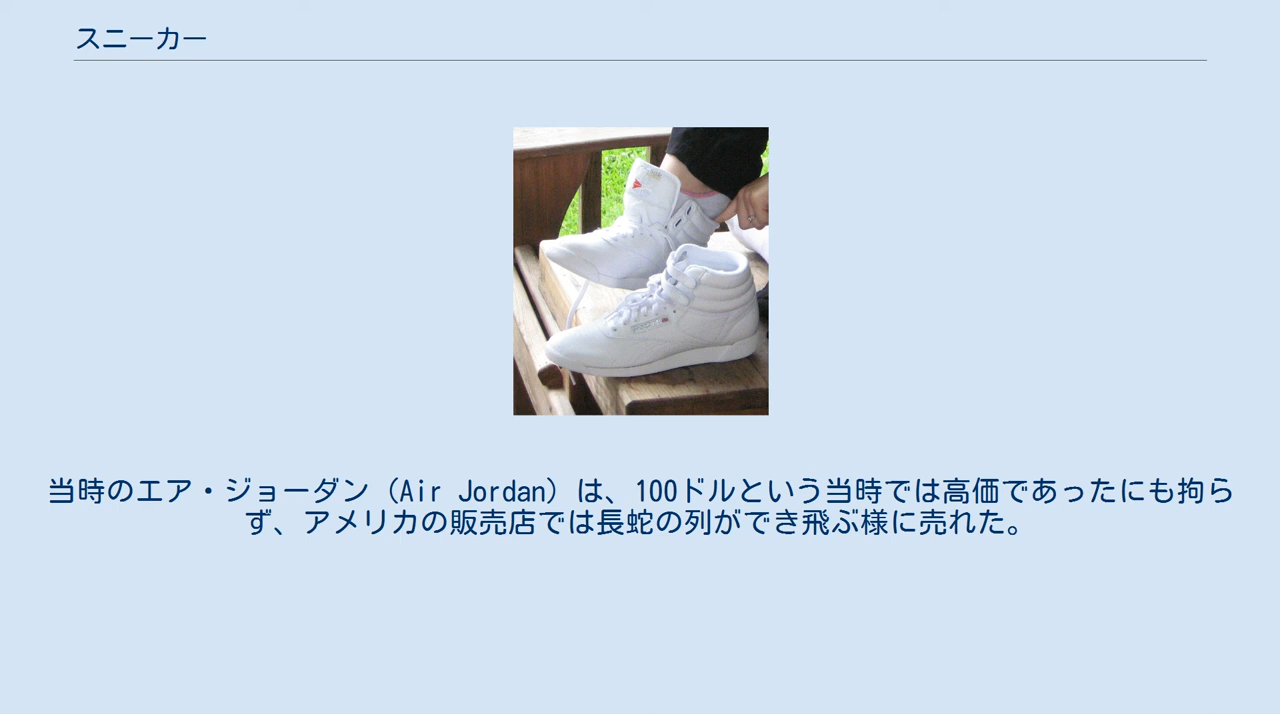 スニーカー
当時のエア・ジョーダン（Air Jordan）は、100ドルという当時では高価であったにも拘ら
ず、アメリカの販売店では長蛇の列ができ飛ぶ様に売れた。